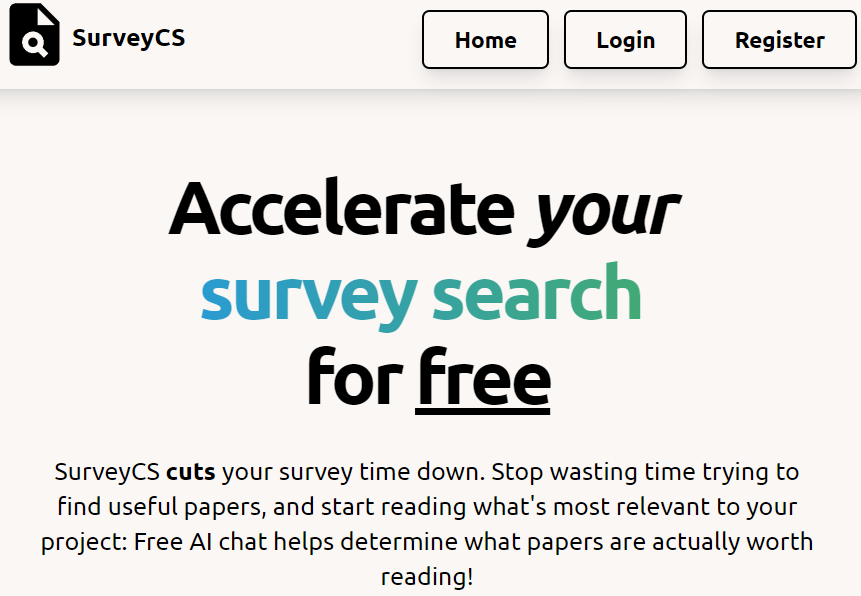 SurveyCS
Home
Login
Register
Accelerate your
survey search
for free
SurveyCS cuts your survey time down. Stop wasting time trying to
find useful papers, and start reading what's most relevant to your
project: Free AI chat helps determine what papers are actually worth
reading!